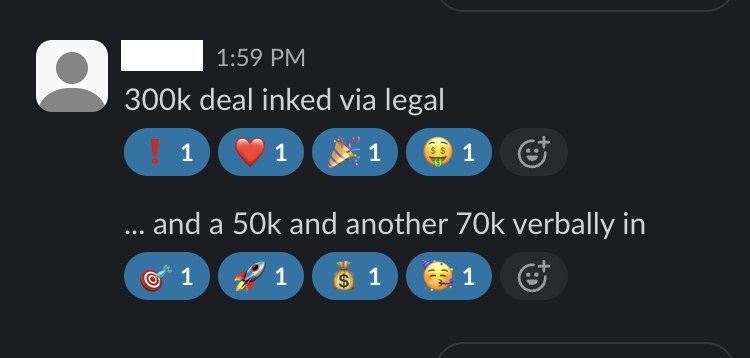 1:59 PM
300k deal inked via legal
❗ 1 ❤️ 1 🎉 1 🤑 1
... and a 50k and another 70k verbally in
🎯 1 🚀 1 💰 1 🥳 1